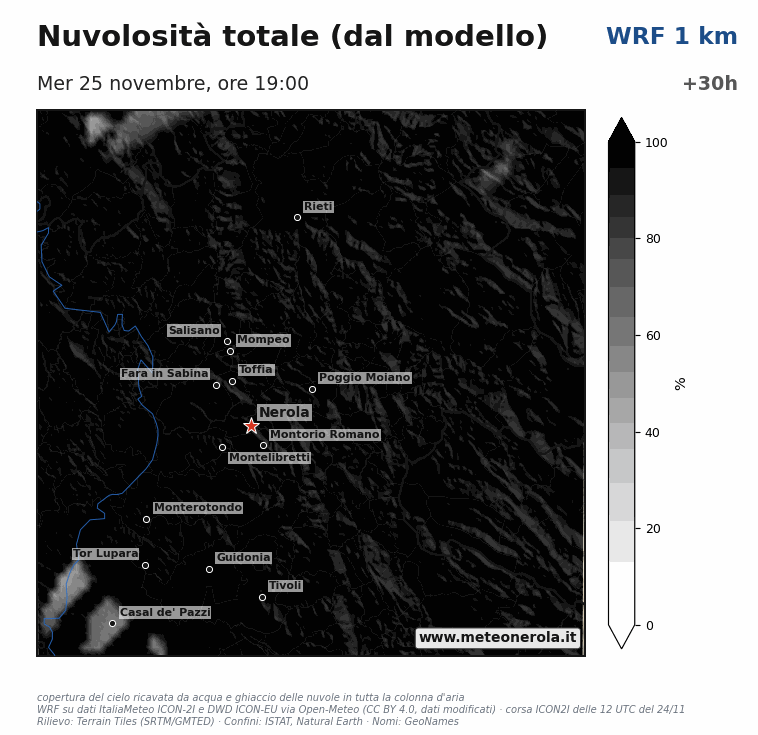 Nuvolosità totale (dal modello)
WRF 1 km
Mer 25 novembre, ore 19:00
+30h
100
80
60
40
20
0
%
Rieti
Salisano
Mompeo
Toffia
Fara in Sabina
Poggio Moiano
Nerola
Montorio Romano
Montelibretti
Monterotondo
Tor Lupara
Guidonia
Tivoli
Casal de' Pazzi
www.meteonerola.it
copertura del cielo ricavata da acqua e ghiaccio delle nuvole in tutta la colonna d'aria
WRF su dati ItaliaMeteo ICON-2I e DWD ICON-EU via Open-Meteo (CC BY 4.0, dati modificati) · corsa ICON2I delle 12 UTC del 24/11
Rilievo: Terrain Tiles (SRTM/GMTED) · Confini: ISTAT, Natural Earth · Nomi: GeoNames